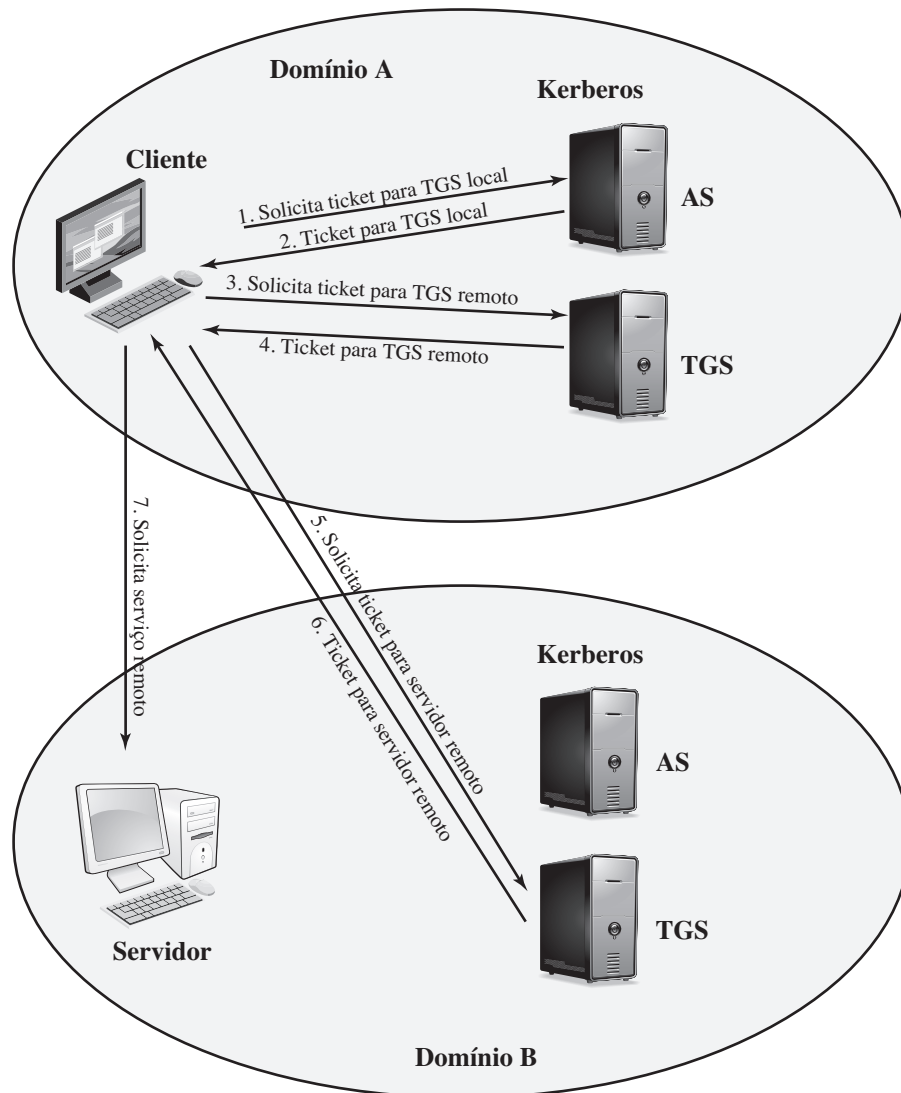 Domínio A
Kerberos
Cliente
1. Solicita ticket para TGS local
AS
2. Ticket para TGS local
3. Solicita ticket para TGS remoto
4. Ticket para TGS remoto
TGS
7. Solicita serviço remoto
5. Solicita ticket para servidor remoto
6. Ticket para servidor remoto
Kerberos
AS
TGS
Servidor
Domínio B